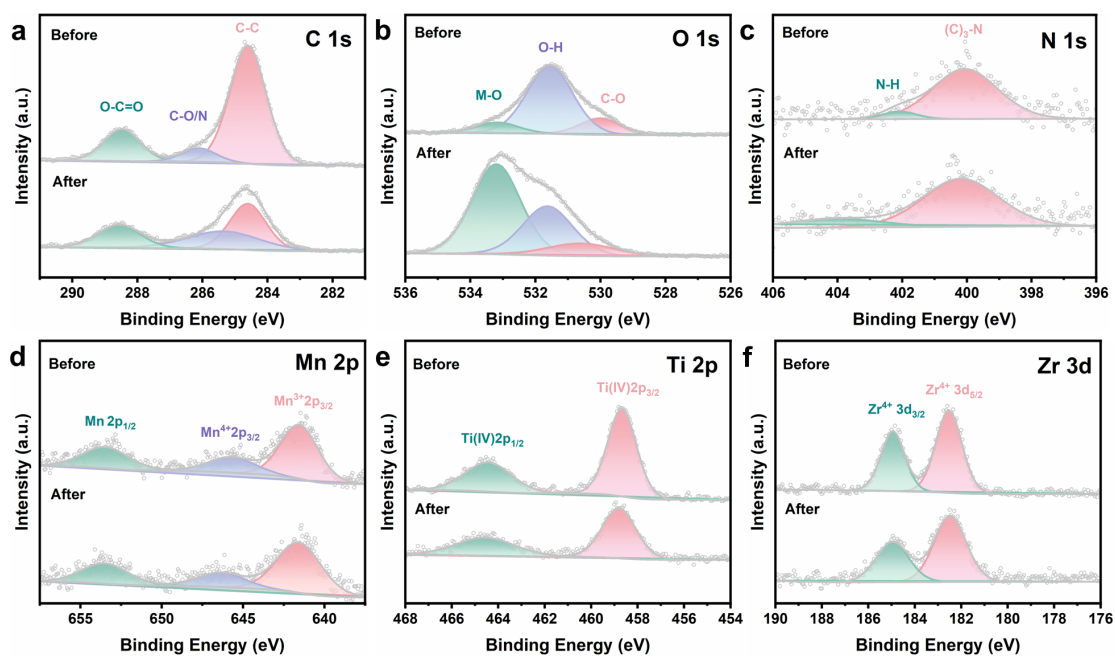 a
Before
C 1s
C-C
O-C=O
C-O/N
After
290 288 286 284 282
Binding Energy (eV)
Intensity (a.u.)
b
Before
O 1s
O-H
M-O
C-O
After
536 534 532 530 528 526
Binding Energy (eV)
Intensity (a.u.)
c
Before
N 1s
(C)₃-N
N-H
After
406 404 402 400 398 396
Binding Energy (eV)
Intensity (a.u.)
d
Before
Mn 2p
Mn³⁺2p₃/₂
Mn 2p₁/₂
Mn⁴⁺2p₃/₂
After
655 650 645 640
Binding Energy (eV)
Intensity (a.u.)
e
Before
Ti 2p
Ti(IV)2p₃/₂
Ti(IV)2p₁/₂
After
468 466 464 462 460 458 456 454
Binding Energy (eV)
Intensity (a.u.)
f
Before
Zr 3d
Zr⁴⁺ 3d₅/₂
Zr⁴⁺ 3d₃/₂
After
190 188 186 184 182 180 178 176
Binding Energy (eV)
Intensity (a.u.)